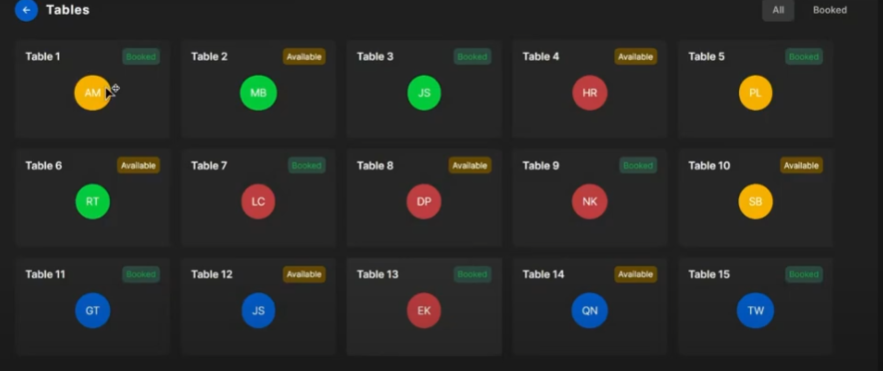 Tables All Booked
Table 1 Booked Table 2 Available Table 3 Booked Table 4 Available Table 5 Booked
AM MB JS HR PL
Table 6 Available Table 7 Booked Table 8 Available Table 9 Booked Table 10 Available
RT LC DP NK SB
Table 11 Booked Table 12 Available Table 13 Booked Table 14 Available Table 15 Booked
GT JS EK QN TW